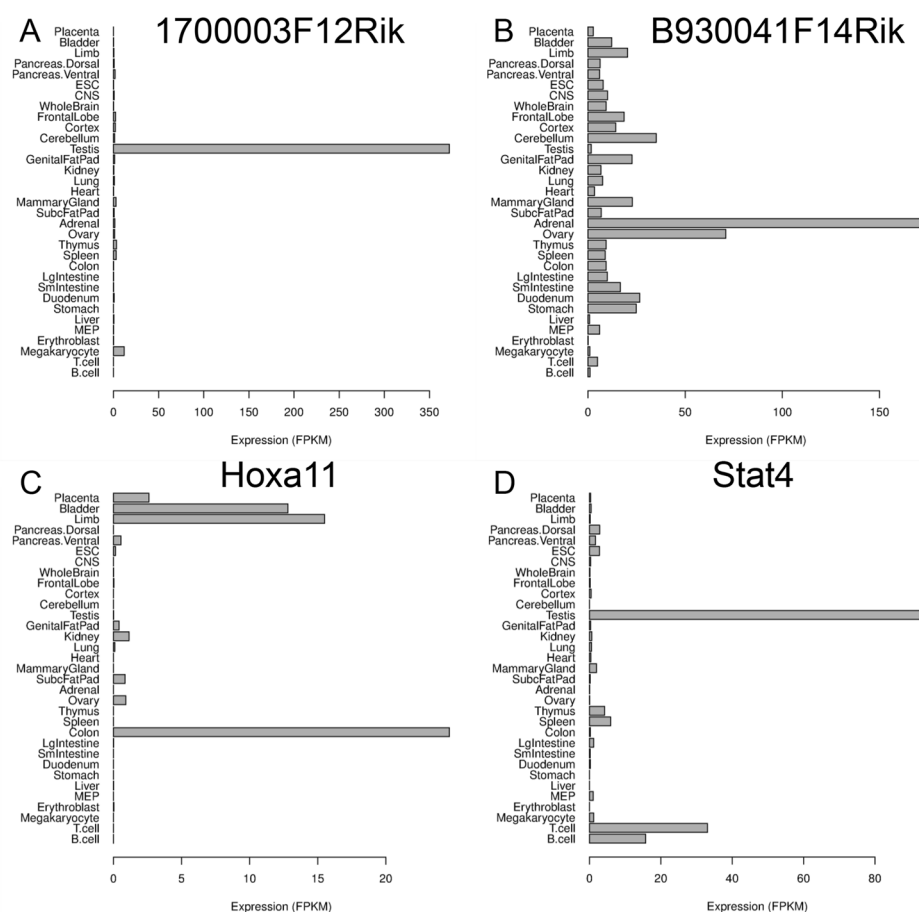 A
1700003F12Rik
Placenta
Bladder
Limb
Pancreas.Dorsal
Pancreas.Ventral
ESC
CNS
WholeBrain
FrontalLobe
Cortex
Cerebellum
Testis
GenitalFatPad
Kidney
Lung
Heart
MammaryGland
SubcFatPad
Adrenal
Ovary
Thymus
Spleen
Colon
LgIntestine
SmIntestine
Duodenum
Stomach
Liver
MEP
Erythroblast
Megakaryocyte
T.cell
B.cell
0 50 100 150 200 250 300 350
Expression (FPKM)
B
B930041F14Rik
Placenta
Bladder
Limb
Pancreas.Dorsal
Pancreas.Ventral
ESC
CNS
WholeBrain
FrontalLobe
Cortex
Cerebellum
Testis
GenitalFatPad
Kidney
Lung
Heart
MammaryGland
SubcFatPad
Adrenal
Ovary
Thymus
Spleen
Colon
LgIntestine
SmIntestine
Duodenum
Stomach
Liver
MEP
Erythroblast
Megakaryocyte
T.cell
B.cell
0 50 100 150
Expression (FPKM)
C
Hoxa11
Placenta
Bladder
Limb
Pancreas.Dorsal
Pancreas.Ventral
ESC
CNS
WholeBrain
FrontalLobe
Cortex
Cerebellum
Testis
GenitalFatPad
Kidney
Lung
Heart
MammaryGland
SubcFatPad
Adrenal
Ovary
Thymus
Spleen
Colon
LgIntestine
SmIntestine
Duodenum
Stomach
Liver
MEP
Erythroblast
Megakaryocyte
T.cell
B.cell
0 5 10 15 20
Expression (FPKM)
D
Stat4
Placenta
Bladder
Limb
Pancreas.Dorsal
Pancreas.Ventral
ESC
CNS
WholeBrain
FrontalLobe
Cortex
Cerebellum
Testis
GenitalFatPad
Kidney
Lung
Heart
MammaryGland
SubcFatPad
Adrenal
Ovary
Thymus
Spleen
Colon
LgIntestine
SmIntestine
Duodenum
Stomach
Liver
MEP
Erythroblast
Megakaryocyte
T.cell
B.cell
0 20 40 60 80
Expression (FPKM)